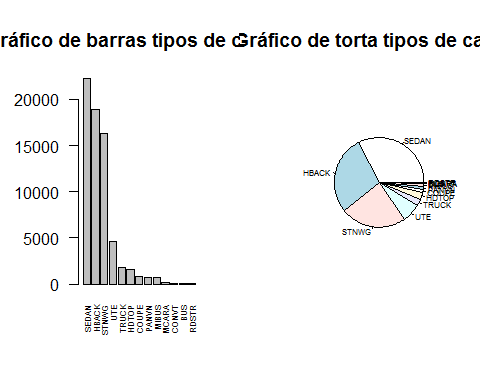 ráfico de barras tipos de c
Gráfico de torta tipos de ca
20000
15000
10000
5000
0
SEDAN
HBACK
STNWG
UTE
TRUCK
HDTOP
COUPE
PANVN
MIBUS
MCARA
CONVT
BUS
RDSTR
SEDAN
HBACK
STNWG
UTE
TRUCK
HDTOP